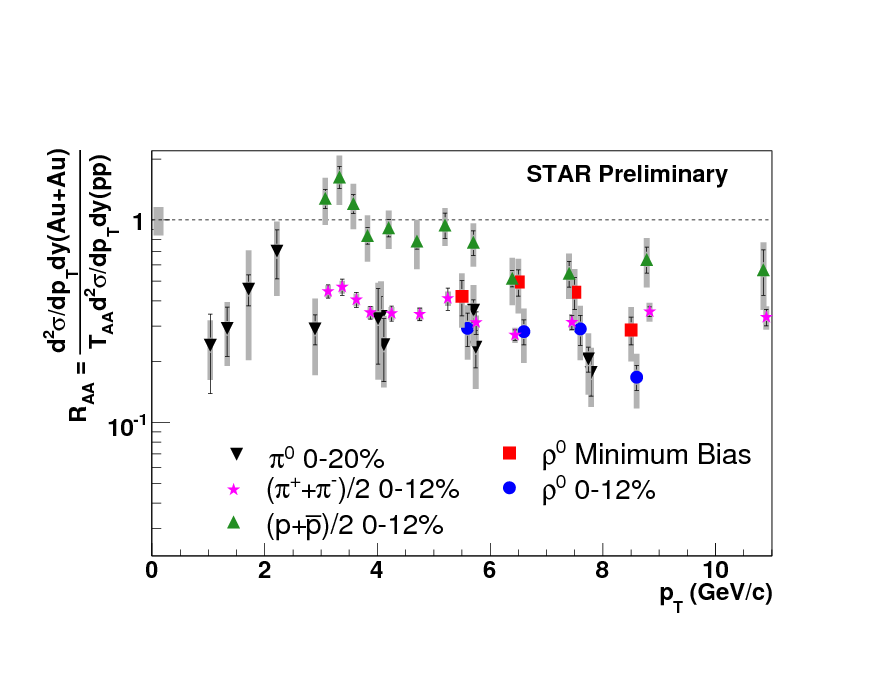 STAR Preliminary
R_AA = d²σ/dp_T dy(Au+Au)
T_AA d²σ/dp_T dy(pp)
1
10⁻¹
π⁰ 0-20%
(π⁺+π⁻)/2 0-12%
(p+p̅)/2 0-12%
ρ⁰ Minimum Bias
ρ⁰ 0-12%
0 2 4 6 8 10
p_T (GeV/c)